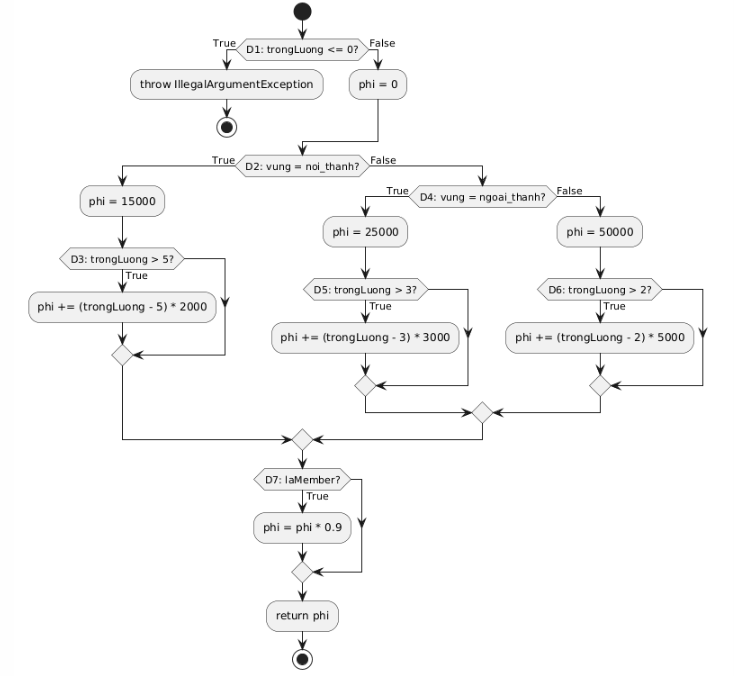 D1: trongLuong <= 0?
True
False
throw IllegalArgumentException
phi = 0
D2: vung = noi_thanh?
True
False
phi = 15000
D3: trongLuong > 5?
True
phi += (trongLuong - 5) * 2000
D4: vung = ngoai_thanh?
True
False
phi = 25000
D5: trongLuong > 3?
True
phi += (trongLuong - 3) * 3000
phi = 50000
D6: trongLuong > 2?
True
phi += (trongLuong - 2) * 5000
D7: laMember?
True
phi = phi * 0.9
return phi